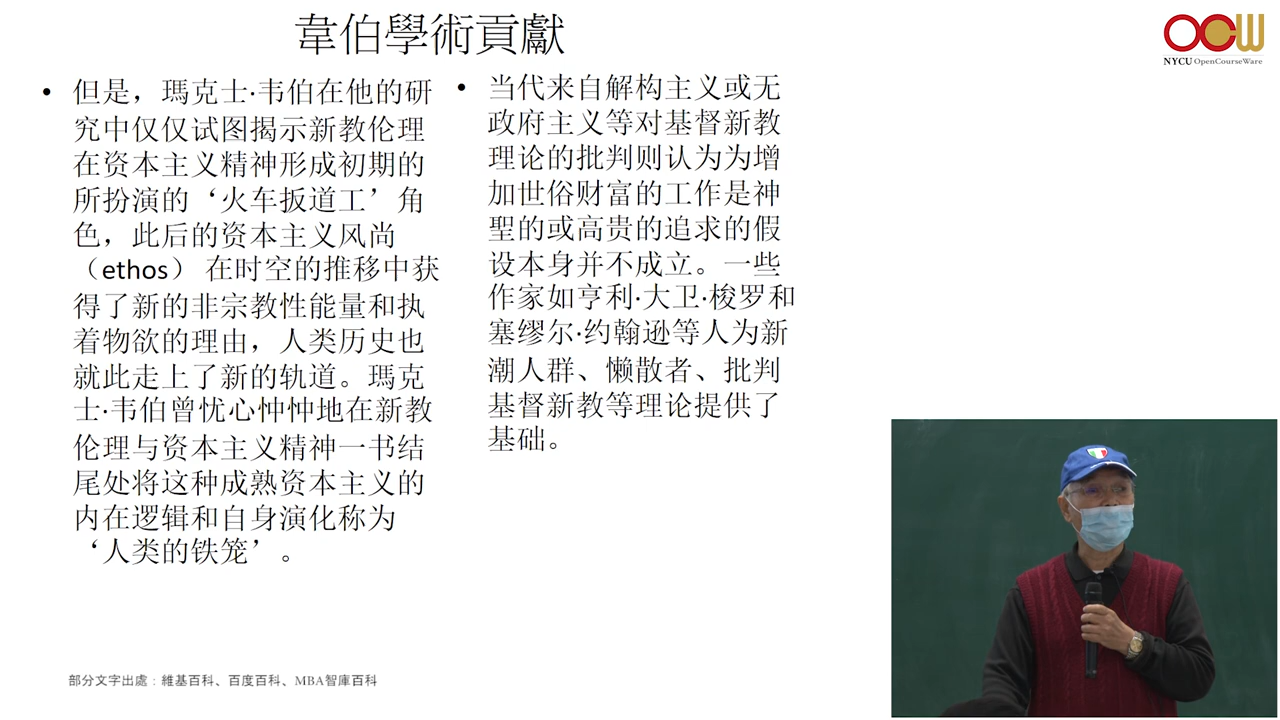 韋伯學術貢獻
OCW
NYCU OpenCourseWare
• 但是，瑪克士·韦伯在他的研
究中仅仅试图揭示新教伦理
在资本主义精神形成初期的
所扮演的‘火车扳道工’角
色，此后的资本主义风尚
（ethos） 在时空的推移中获
得了新的非宗教性能量和执
着物欲的理由，人类历史也
就此走上了新的轨道。瑪克
士·韦伯曾忧心忡忡地在新教
伦理与资本主义精神一书结
尾处将这种成熟资本主义的
内在逻辑和自身演化称为
‘人类的铁笼’。
• 当代来自解构主义或无
政府主义等对基督新教
理论的批判则认为为增
加世俗财富的工作是神
聖的或高贵的追求的假
设本身并不成立。一些
作家如亨利·大卫·梭罗和
塞缪尔·约翰逊等人为新
潮人群、懒散者、批判
基督新教等理论提供了
基础。
部分文字出處：維基百科、百度百科、MBA智庫百科